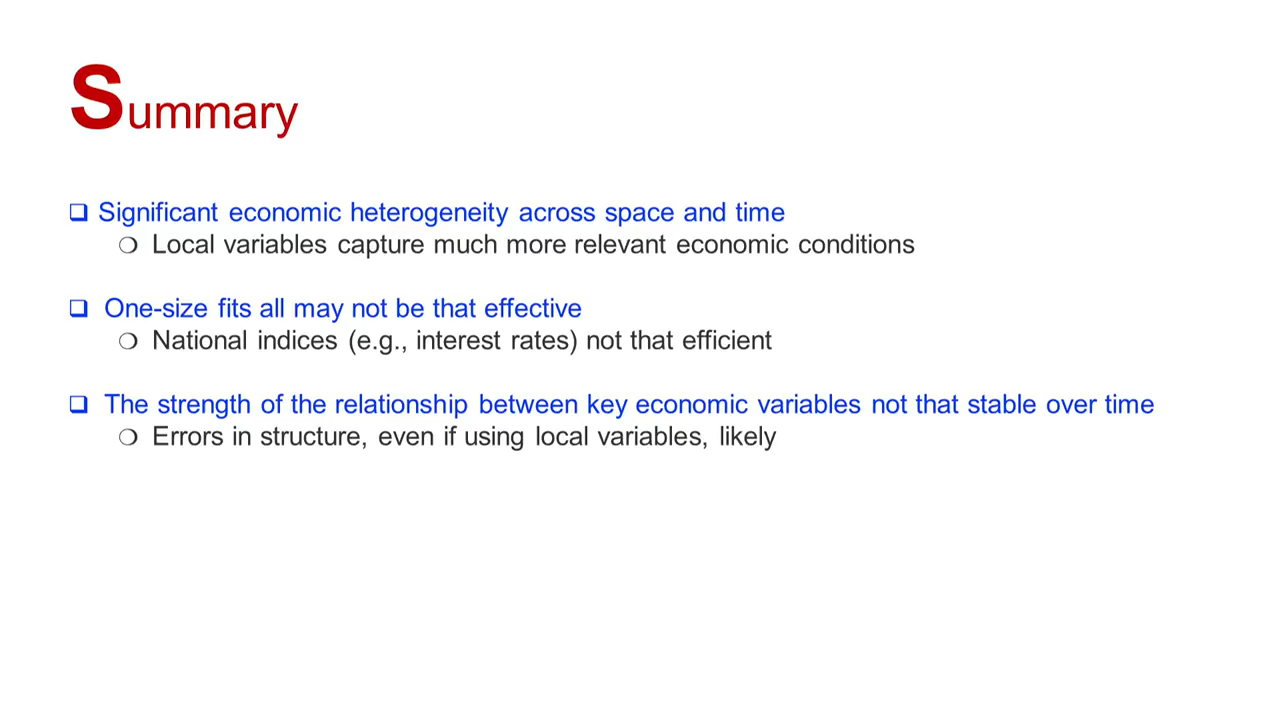 Summary
❑ Significant economic heterogeneity across space and time
❍ Local variables capture much more relevant economic conditions
❑ One-size fits all may not be that effective
❍ National indices (e.g., interest rates) not that efficient
❑ The strength of the relationship between key economic variables not that stable over time
❍ Errors in structure, even if using local variables, likely